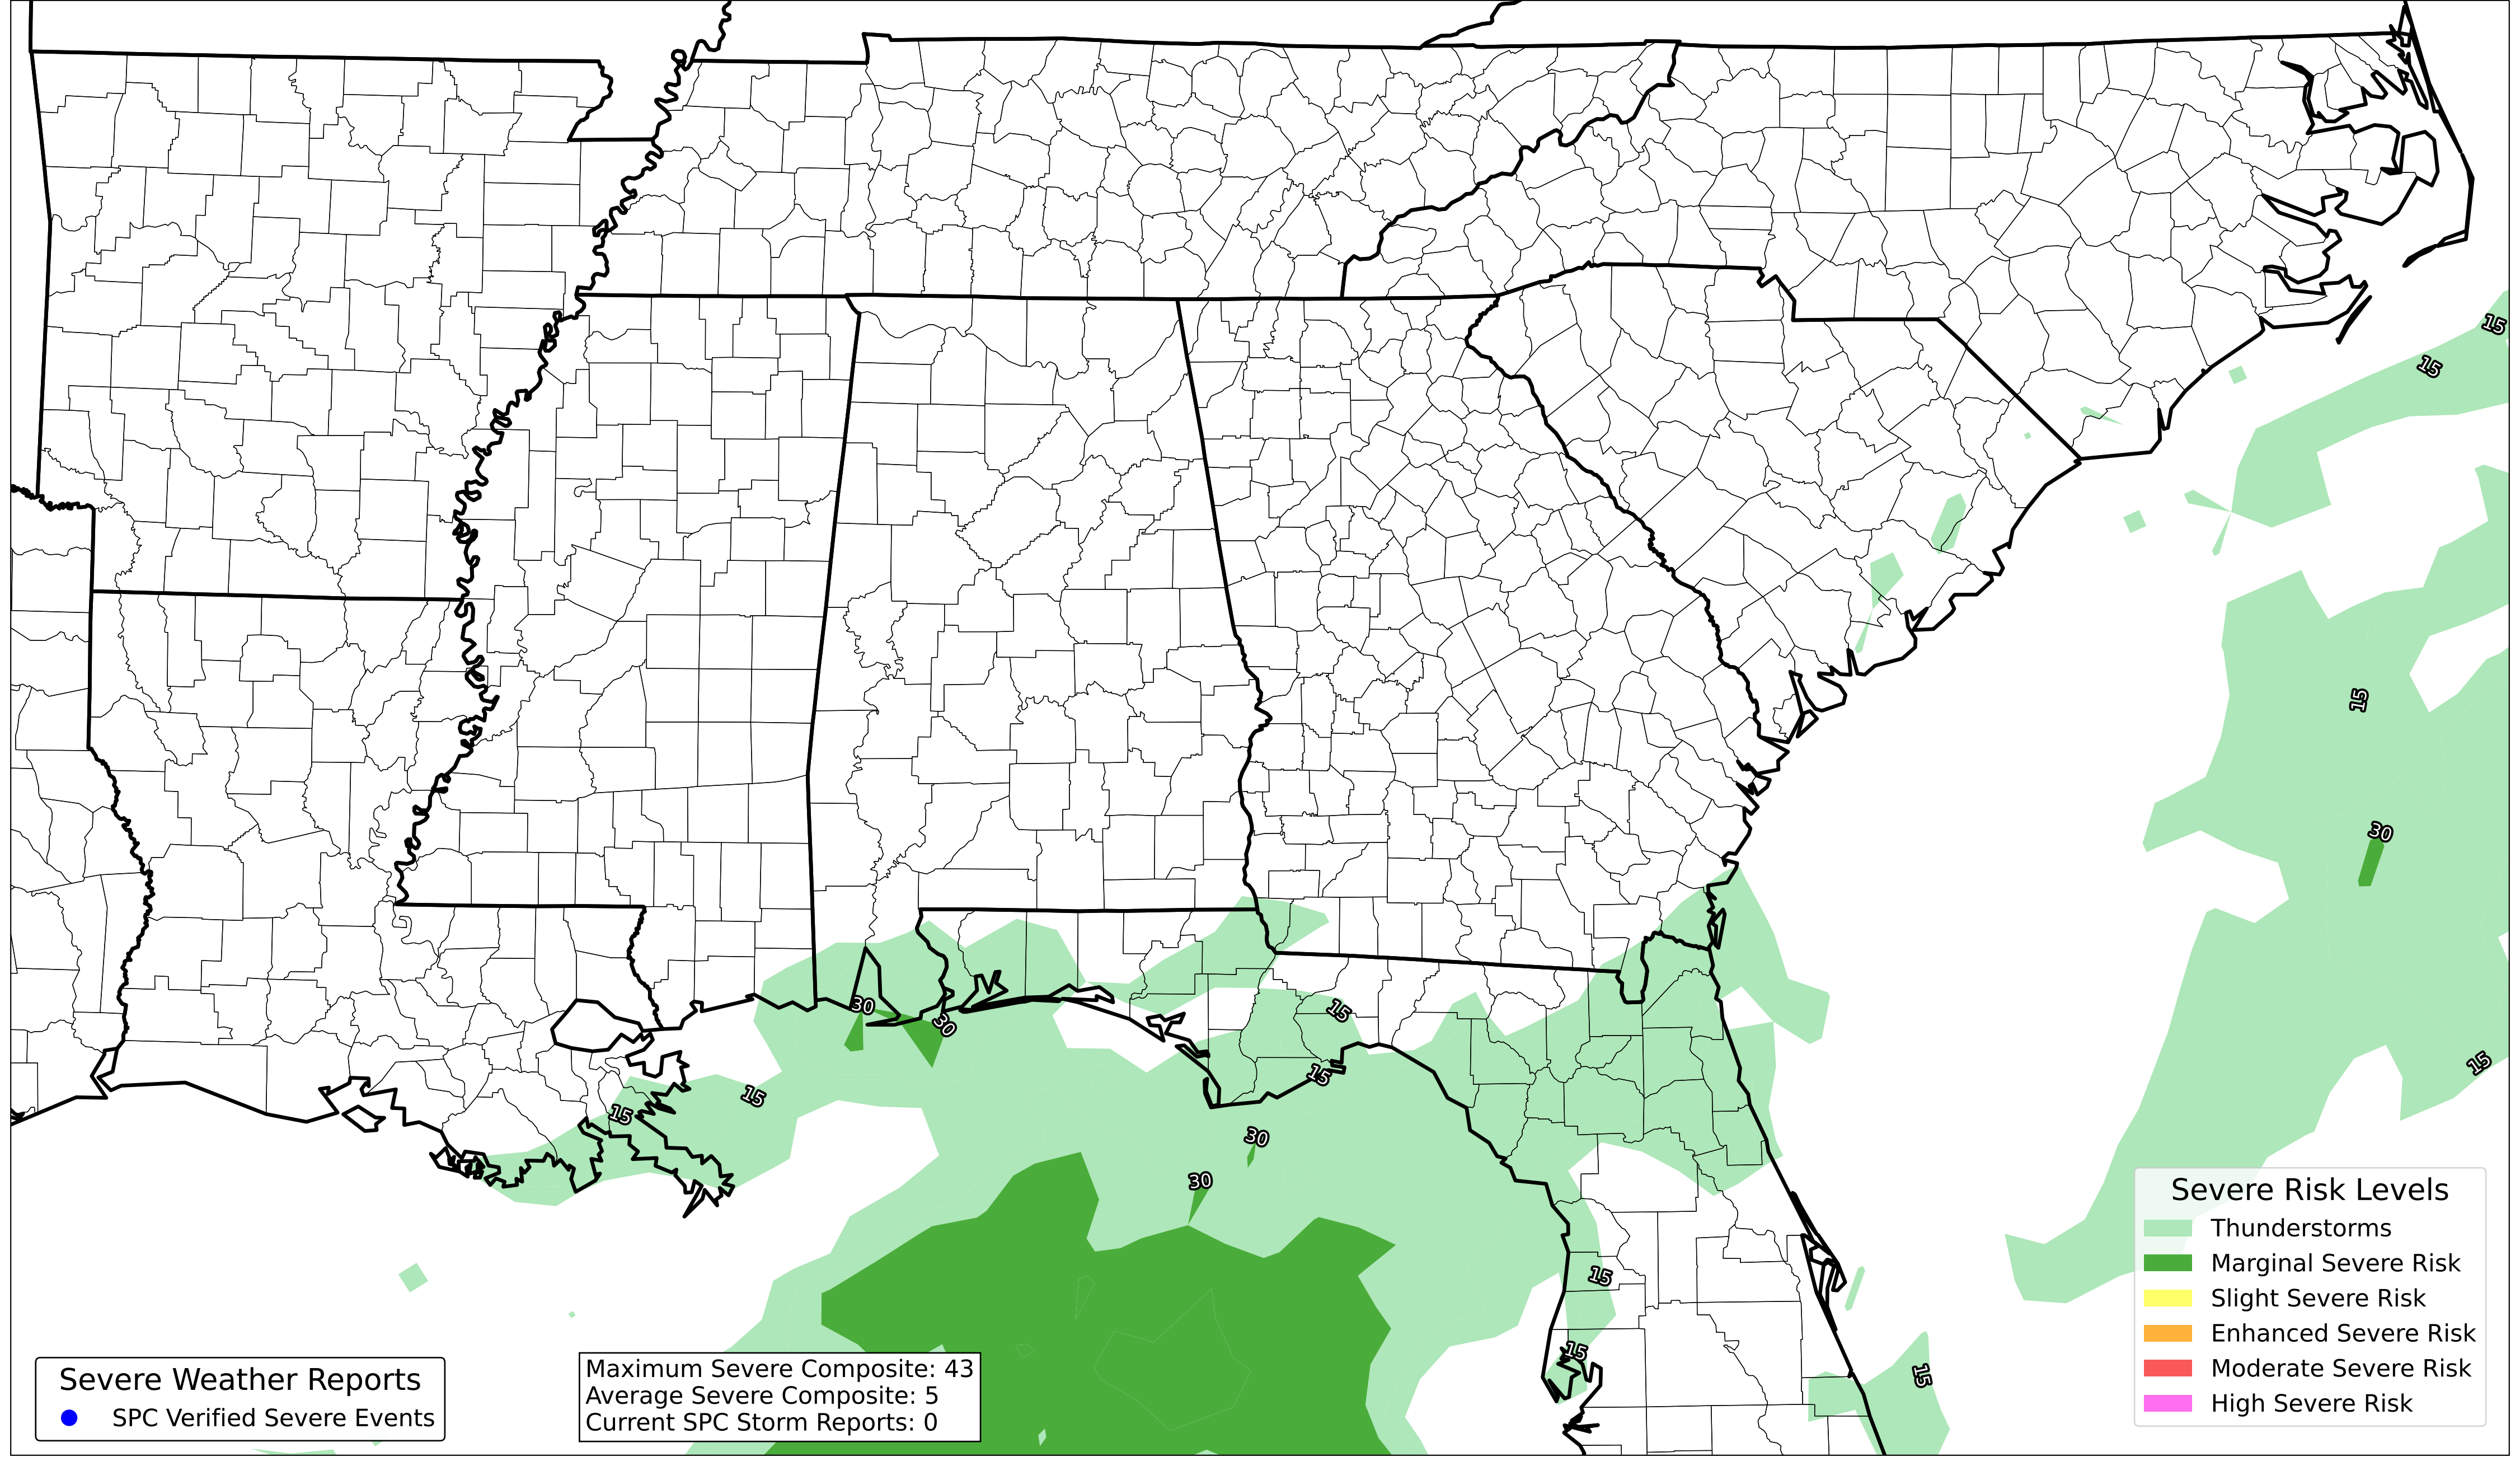 15
15
15
30
30
30
15
15
15
15
15
30
30
15
15
15
Severe Weather Reports
SPC Verified Severe Events
Maximum Severe Composite: 43
Average Severe Composite: 5
Current SPC Storm Reports: 0
Severe Risk Levels
Thunderstorms
Marginal Severe Risk
Slight Severe Risk
Enhanced Severe Risk
Moderate Severe Risk
High Severe Risk